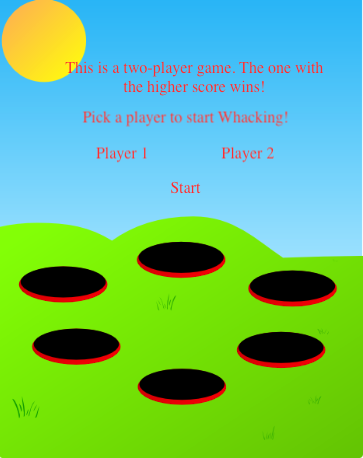 This is a two-player game. The one with
the higher score wins!
Pick a player to start Whacking!
Player 1 Player 2
Start